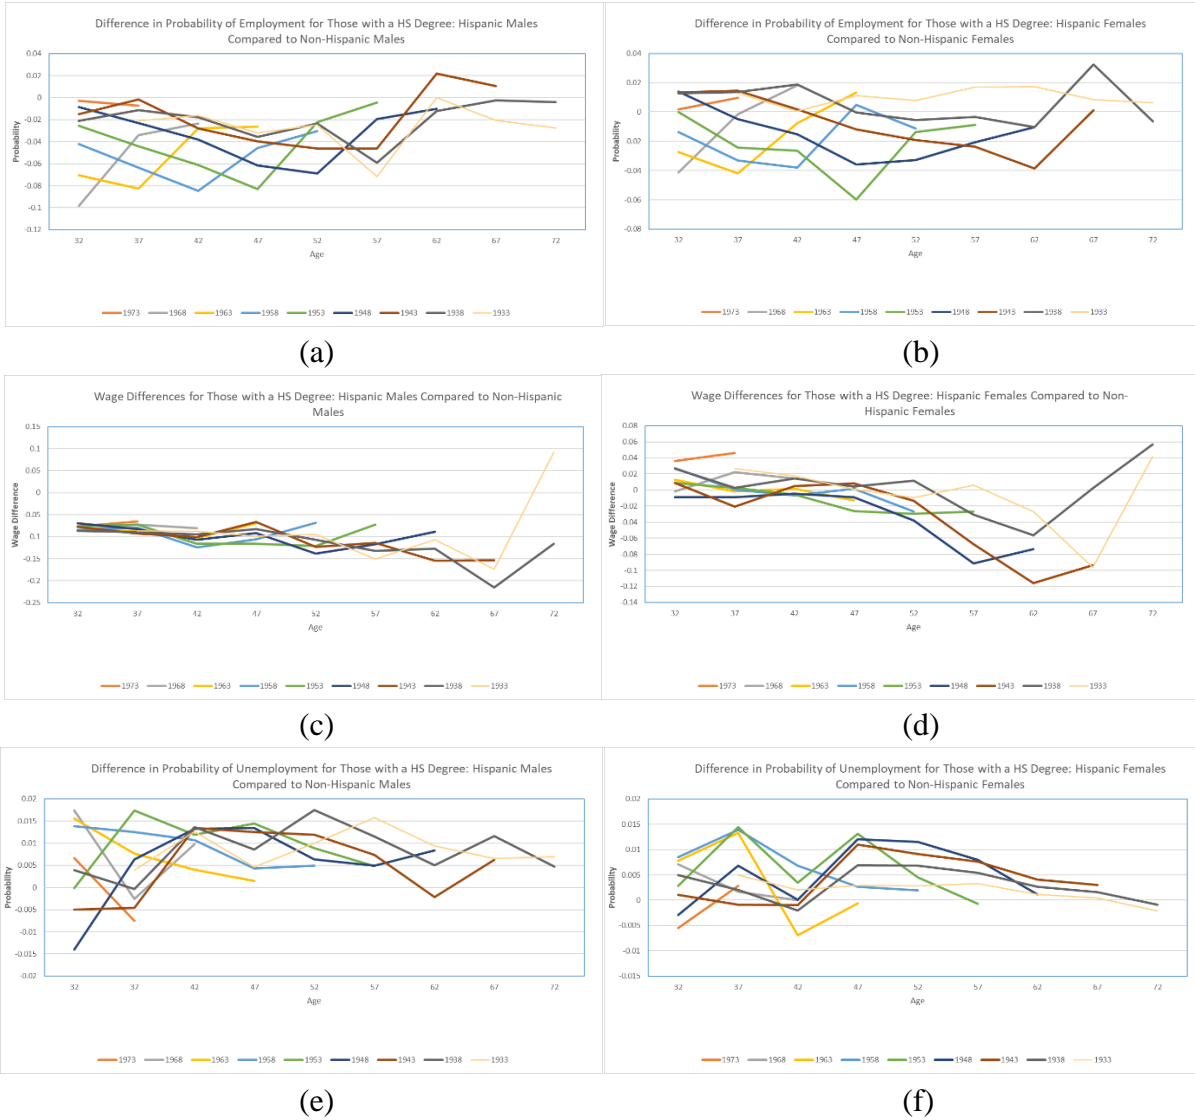 Difference in Probability of Employment for Those with a HS Degree: Hispanic Males
Compared to Non-Hispanic Males
Probability
0.04
0.02
0
-0.02
-0.04
-0.06
-0.08
-0.1
-0.12
32 37 42 47 52 57 62 67 72
Age
1973 1968 1963 1958 1953 1948 1943 1938 1933
(a)
Difference in Probability of Employment for Those with a HS Degree: Hispanic Females
Compared to Non-Hispanic Females
Probability
0.04
0.02
0
-0.02
-0.04
-0.06
-0.08
32 37 42 47 52 57 62 67 72
Age
1973 1968 1963 1958 1953 1948 1943 1938 1933
(b)
Wage Differences for Those with a HS Degree: Hispanic Males Compared to Non-Hispanic
Males
Wage Difference
0.15
0.1
0.05
0
-0.05
0.1
-0.15
-0.2
-0.25
32 37 42 47 52 57 62 67 72
Age
1973 1968 1963 1958 1953 1948 1943 1938 1933
(c)
Wage Differences for Those with a HS Degree: Hispanic Females Compared to Non-
Hispanic Females
Wage Difference
0.08
0.06
0.04
0.02
0
-0.02
-0.04
-0.06
-0.08
-0.1
-0.12
-0.14
32 37 42 47 52 57 62 67 72
Age
1973 1968 1963 1958 1953 1948 1943 1938 1933
(d)
Difference in Probability of Unemployment for Those with a HS Degree: Hispanic Males
Compared to Non-Hispanic Males
Probability
0.02
0.015
0.01
0.005
0
-0.005
-0.01
-0.015
-0.02
32 37 42 47 52 57 62 67 72
Age
1973 1968 1963 1958 1953 1948 1943 1938 1933
(e)
Difference in Probability of Unemployment for Those with a HS Degree: Hispanic Females
Compared to Non-Hispanic Females
Probability
0.02
0.015
0.01
0.005
0
-0.005
-0.01
-0.015
32 37 42 47 52 57 62 67 72
Age
1973 1968 1963 1958 1953 1948 1943 1938 1933
(f)